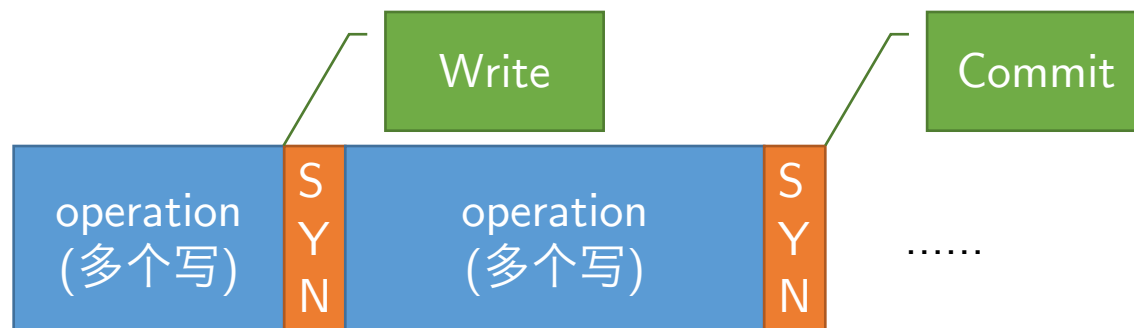 Write
Commit
operation
(多个写)
S
Y
N
operation
(多个写)
S
Y
N
......